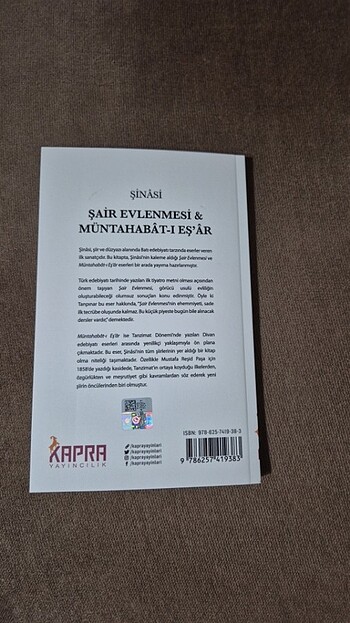 ŞİNÂSİ
ŞAİR EVLENMESİ &
MÜNTAHABÂT-I EŞ’ÂR
Şinâsi, şiir ve düzyazı alanında Batı edebiyatı tarzında eserler veren
ilk sanatçıdır. Bu kitapta, Şinâsi'nin kaleme aldığı Şair Evlenmesi ve
Müntahabât-ı Eş'âr eserleri bir arada yayıma hazırlanmıştır.
Türk edebiyatı tarihinde yazılan ilk tiyatro metni olması açısından
önem taşıyan Şair Evlenmesi, görücü usulü evliliğin
oluşturabileceği olumsuz sonuçları konu edinmiştir. Öyle ki
Tanpınar bu eser hakkında, "Şair Evlenmesi'nin ehemmiyeti, sade
ilk tecrübe oluşunda kalmaz. Bu küçük piyeste bugün bile alınacak
dersler vardır," demektedir.
Müntahabât-ı Eş'âr ise Tanzimat Dönemi'nde yazılan Divan
edebiyatı eserleri arasında yenilikçi yaklaşımıyla ön plana
çıkmaktadır. Bu eser, Şinâsi'nin tüm şiirlerinin yer aldığı bir kitap
olma niteliği taşımaktadır. Özellikle Mustafa Reşid Paşa için
1858'de yazdığı kasidede, Tanzimat'ın ortaya koyduğu ilkelerden,
özgürlükten ve meşrutiyet gibi kavramlardan söz ederek yeni
şiirin öncülerinden biri olmuştur.
KAPRA
YAYINCILIK
/kaprayayinlari
/kaprayayinlari
/kaprayayinlari
/kaprayayinlari
ISBN: 978-625-7419-38-3
9 786257 419383